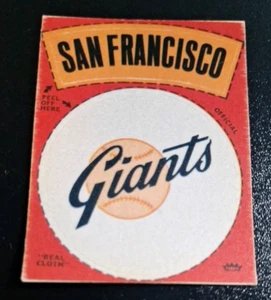 SAN FRANCISCO
PEEL
OFF
HERE
OFFICIAL
Giants
"REAL
CLOTH"